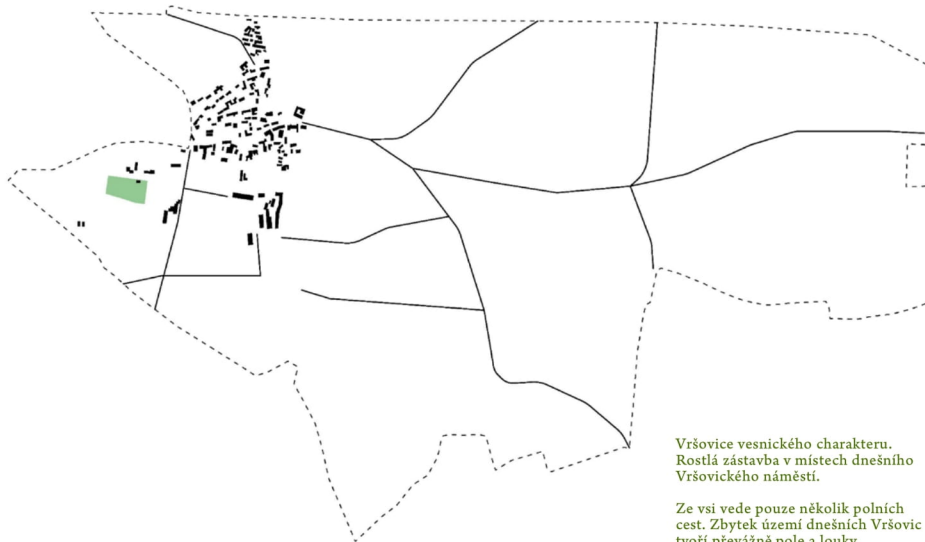 Vršovice vesnického charakteru.
Rostlá zástavba v místech dnešního
Vršovického náměstí.
Ze vsi vede pouze několik polních
cest. Zbytek území dnešních Vršovic
tvoří převážně pole a louky